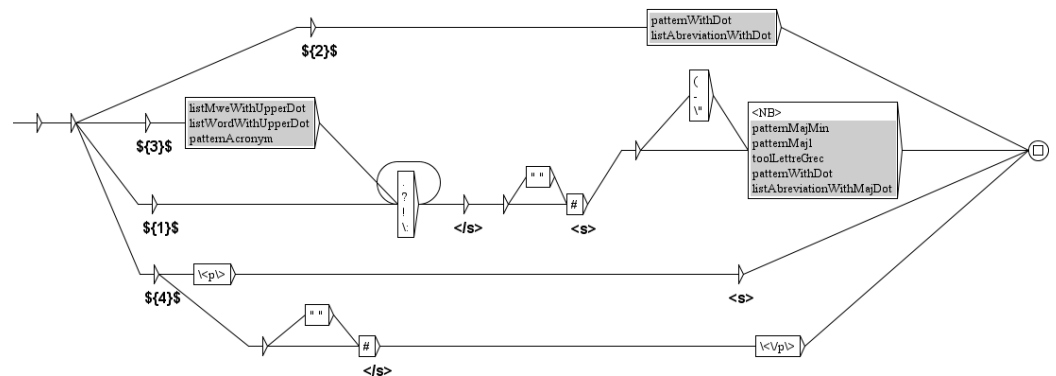 patternWithDot
listAbreviationWithDot
${2}$
listMweWithUpperDot
listWordWithUpperDot
patternAcronym
${3}$
(
-
\"
<NB>
patternMajMin
patternMaj1
toolLettreGrec
patternWithDot
listAbreviationWithMajDot
.
?
!
\:
" "
#
${1}$
</s>
<s>
\<p\>
${4}$
<s>
" "
#
</s>
\<\/p\>